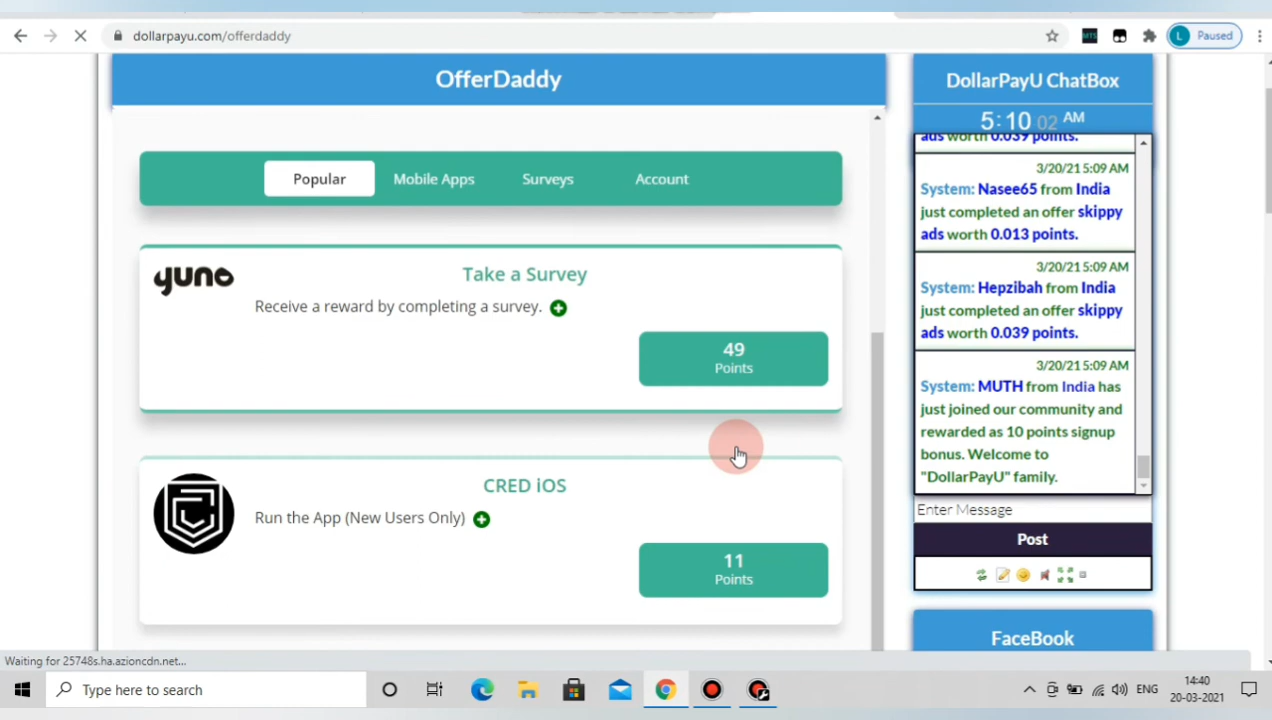 dollarpayu.com/offerdaddy
L Paused
OfferDaddy
Popular
Mobile Apps
Surveys
Account
yuno
Take a Survey
Receive a reward by completing a survey.
49
Points
CRED iOS
Run the App (New Users Only)
11
Points
DollarPayU ChatBox
5:10 02 AM
ads worth 0.039 points.
3/20/21 5:09 AM
System: Nasee65 from India
just completed an offer skippy
ads worth 0.013 points.
3/20/21 5:09 AM
System: Hepzibah from India
just completed an offer skippy
ads worth 0.039 points.
3/20/21 5:09 AM
System: MUTH from India has
just joined our community and
rewarded as 10 points signup
bonus. Welcome to
"DollarPayU" family.
Enter Message
Post
FaceBook
Waiting for 25748s.ha.azioncdn.net...
Type here to search
ENG
14:40
20-03-2021